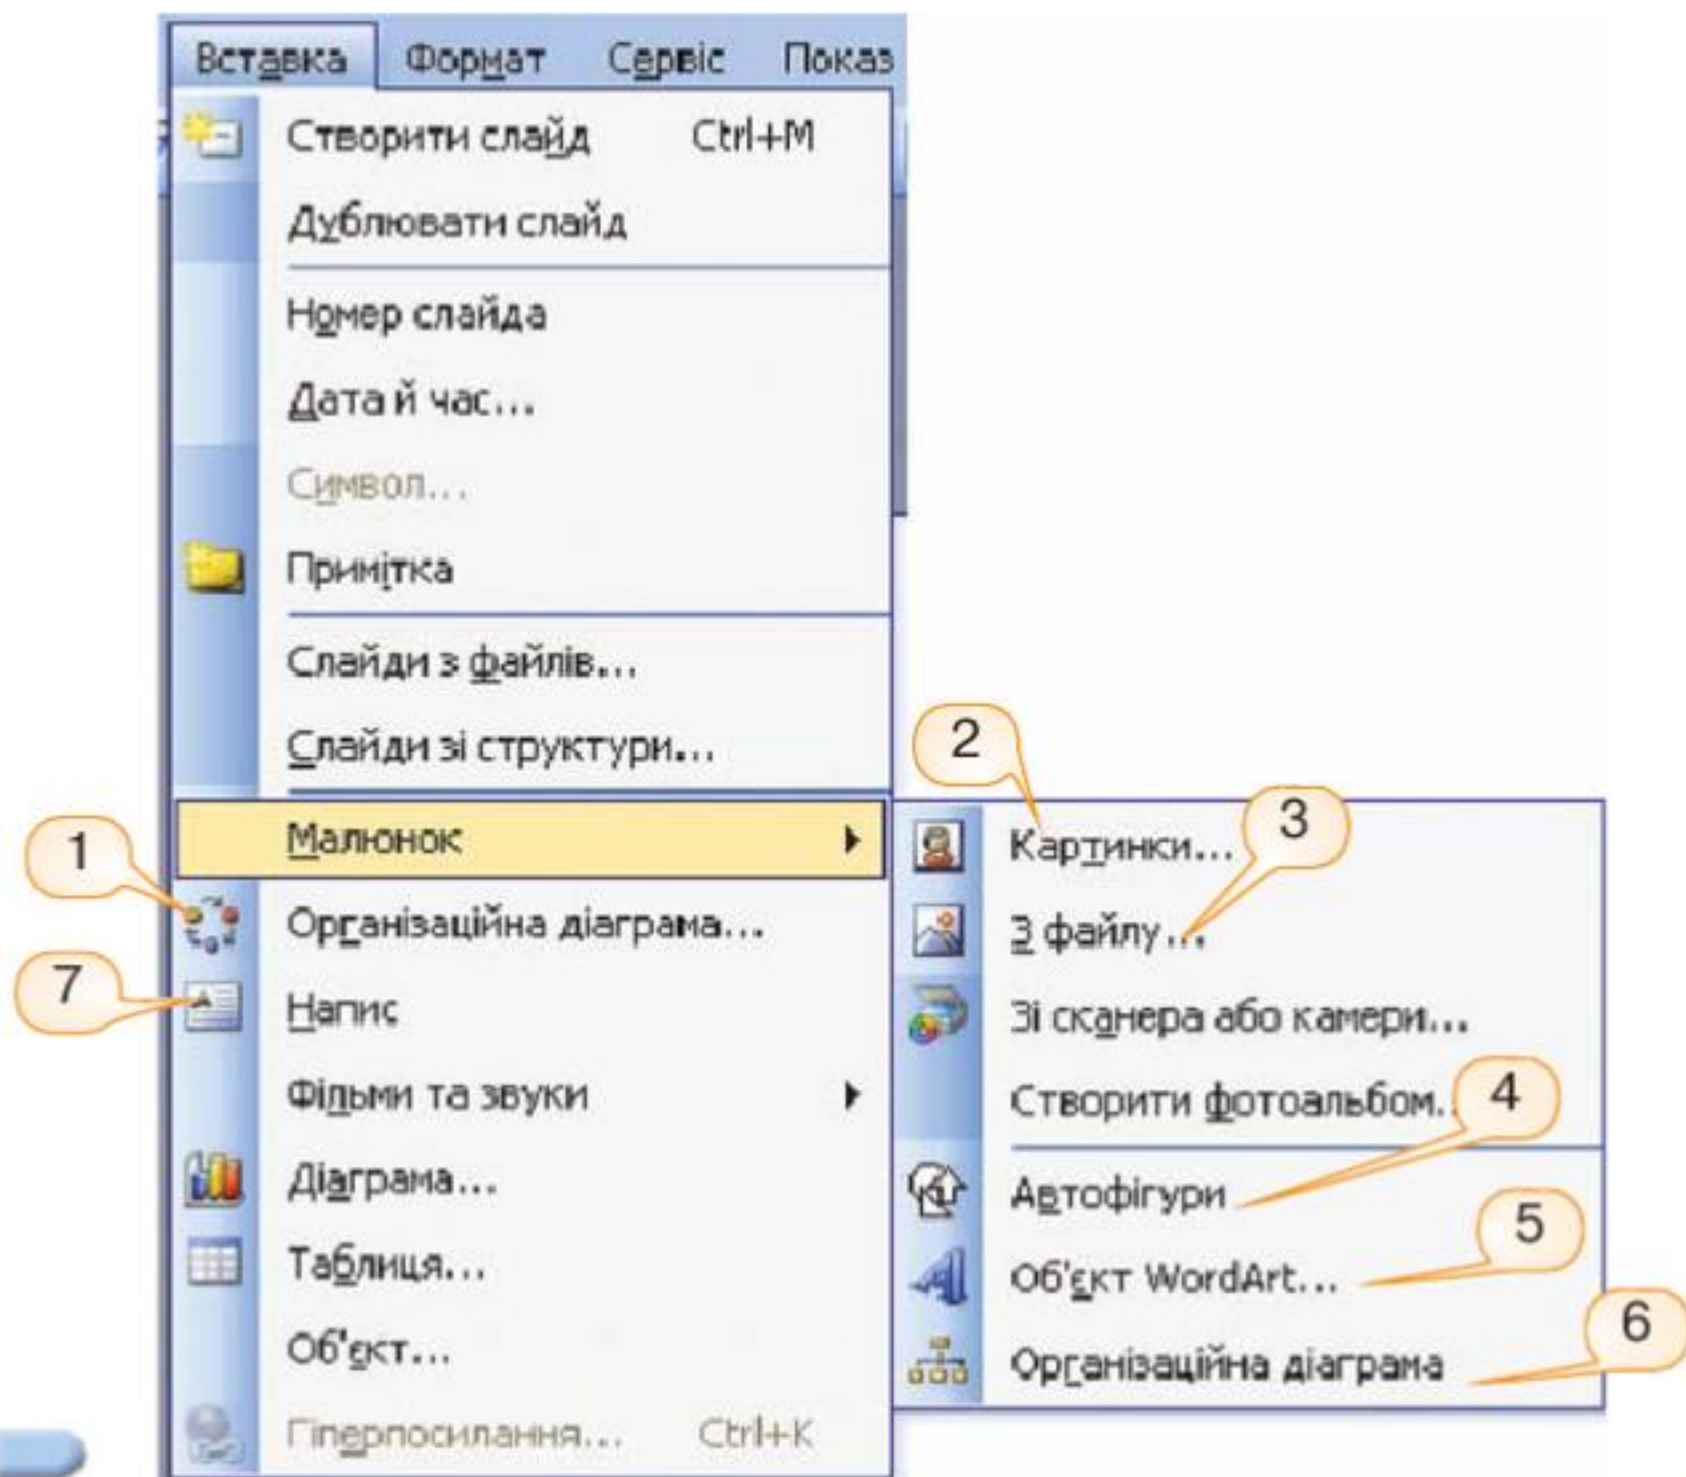 Вставка Формат Сервіс Показ
Створити слайд Ctrl+M
Дублювати слайд
Номер слайда
Дата й час...
Символ...
Примітка
Слайди з файлів...
Слайди зі структури...
Малюнок
1
Організаційна діаграма...
7
Напис
Фільми та звуки
Діаграма...
Таблиця...
Об'єкт...
Гіперпосилання... Ctrl+K
2
Картинки...
3
З файлу...
Зі сканера або камери...
Створити фотоальбом..
4
Автофігури
5
Об'єкт WordArt...
6
Організаційна діаграма